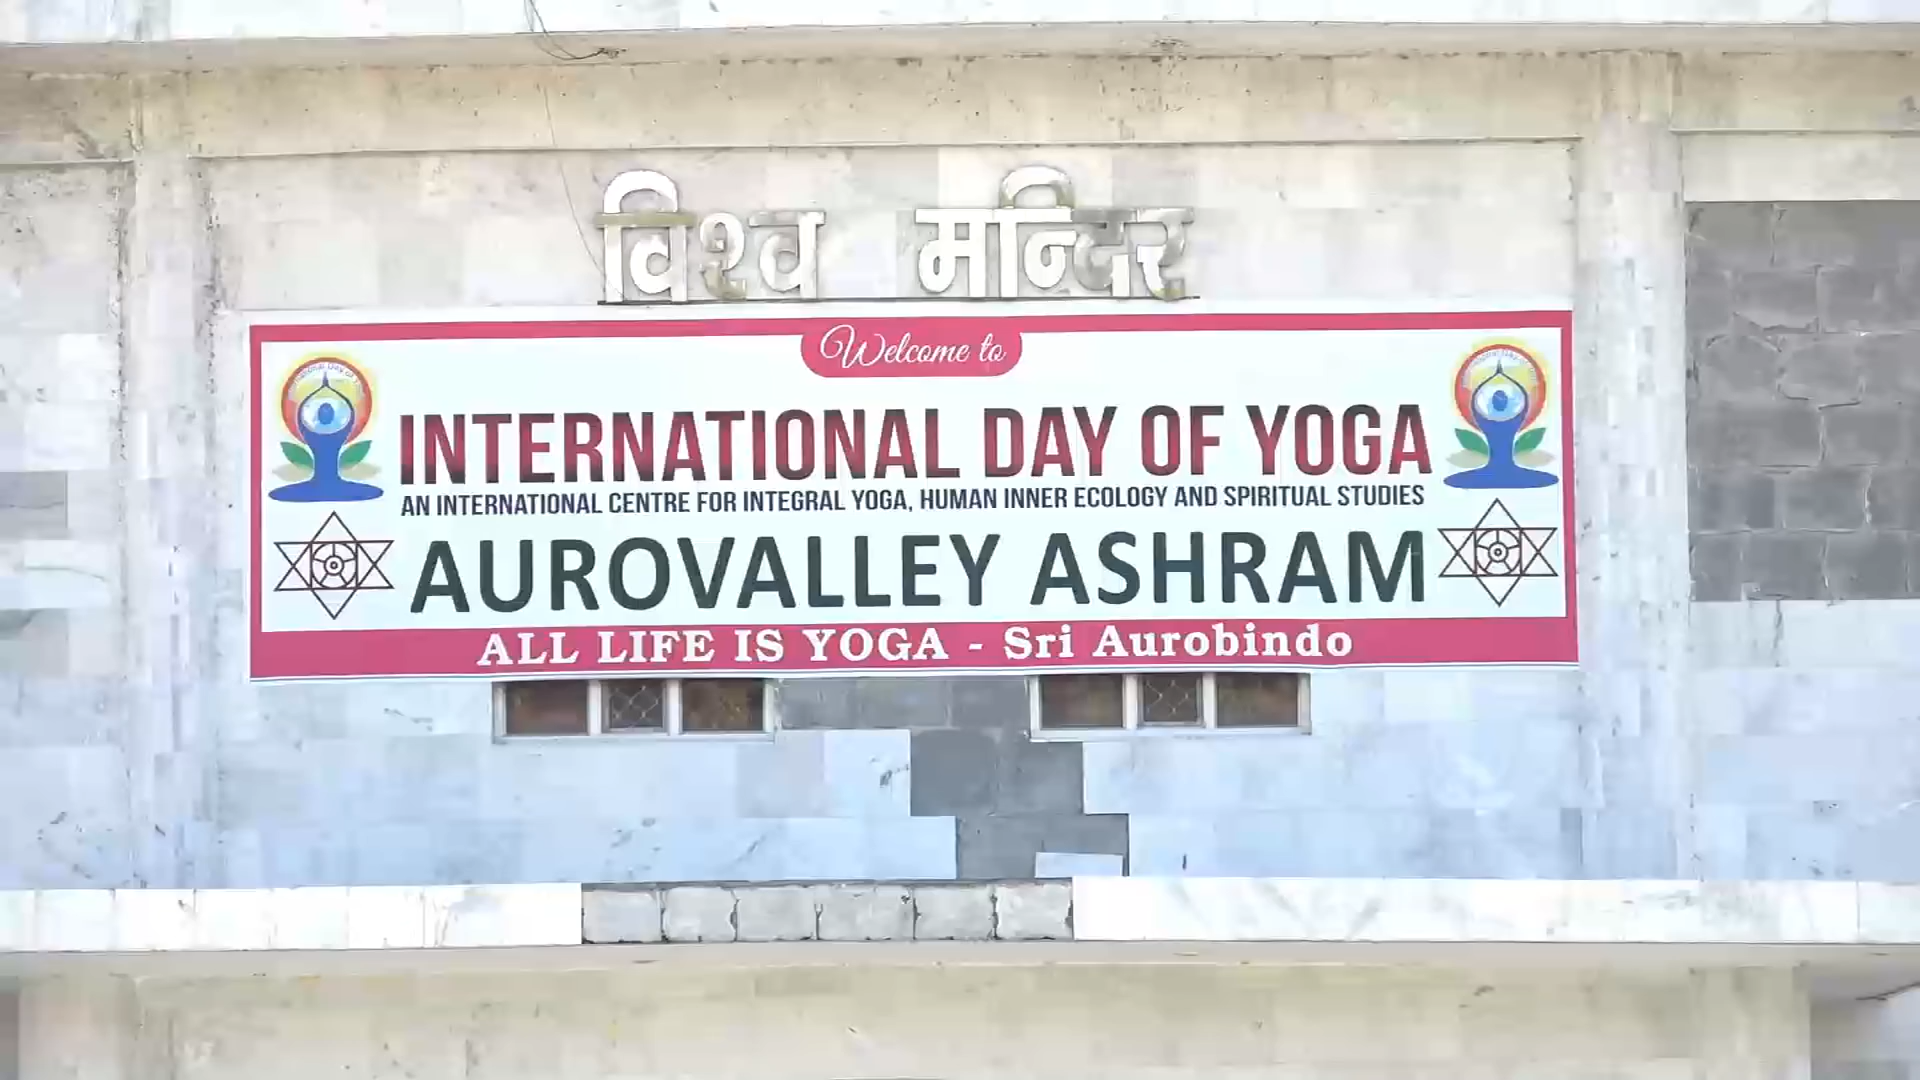 विश्व मन्दिर
Welcome to
INTERNATIONAL DAY OF YOGA
AN INTERNATIONAL CENTRE FOR INTEGRAL YOGA, HUMAN INNER ECOLOGY AND SPIRITUAL STUDIES
AUROVALLEY ASHRAM
ALL LIFE IS YOGA - Sri Aurobindo